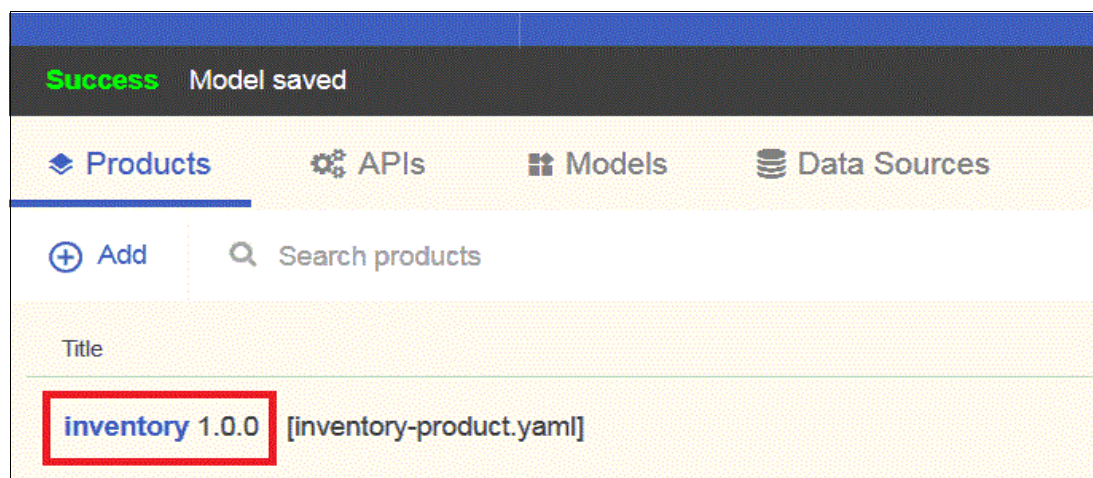 Success Model saved
Products APIs Models Data Sources
Add Search products
Title
inventory 1.0.0 [inventory-product.yaml]